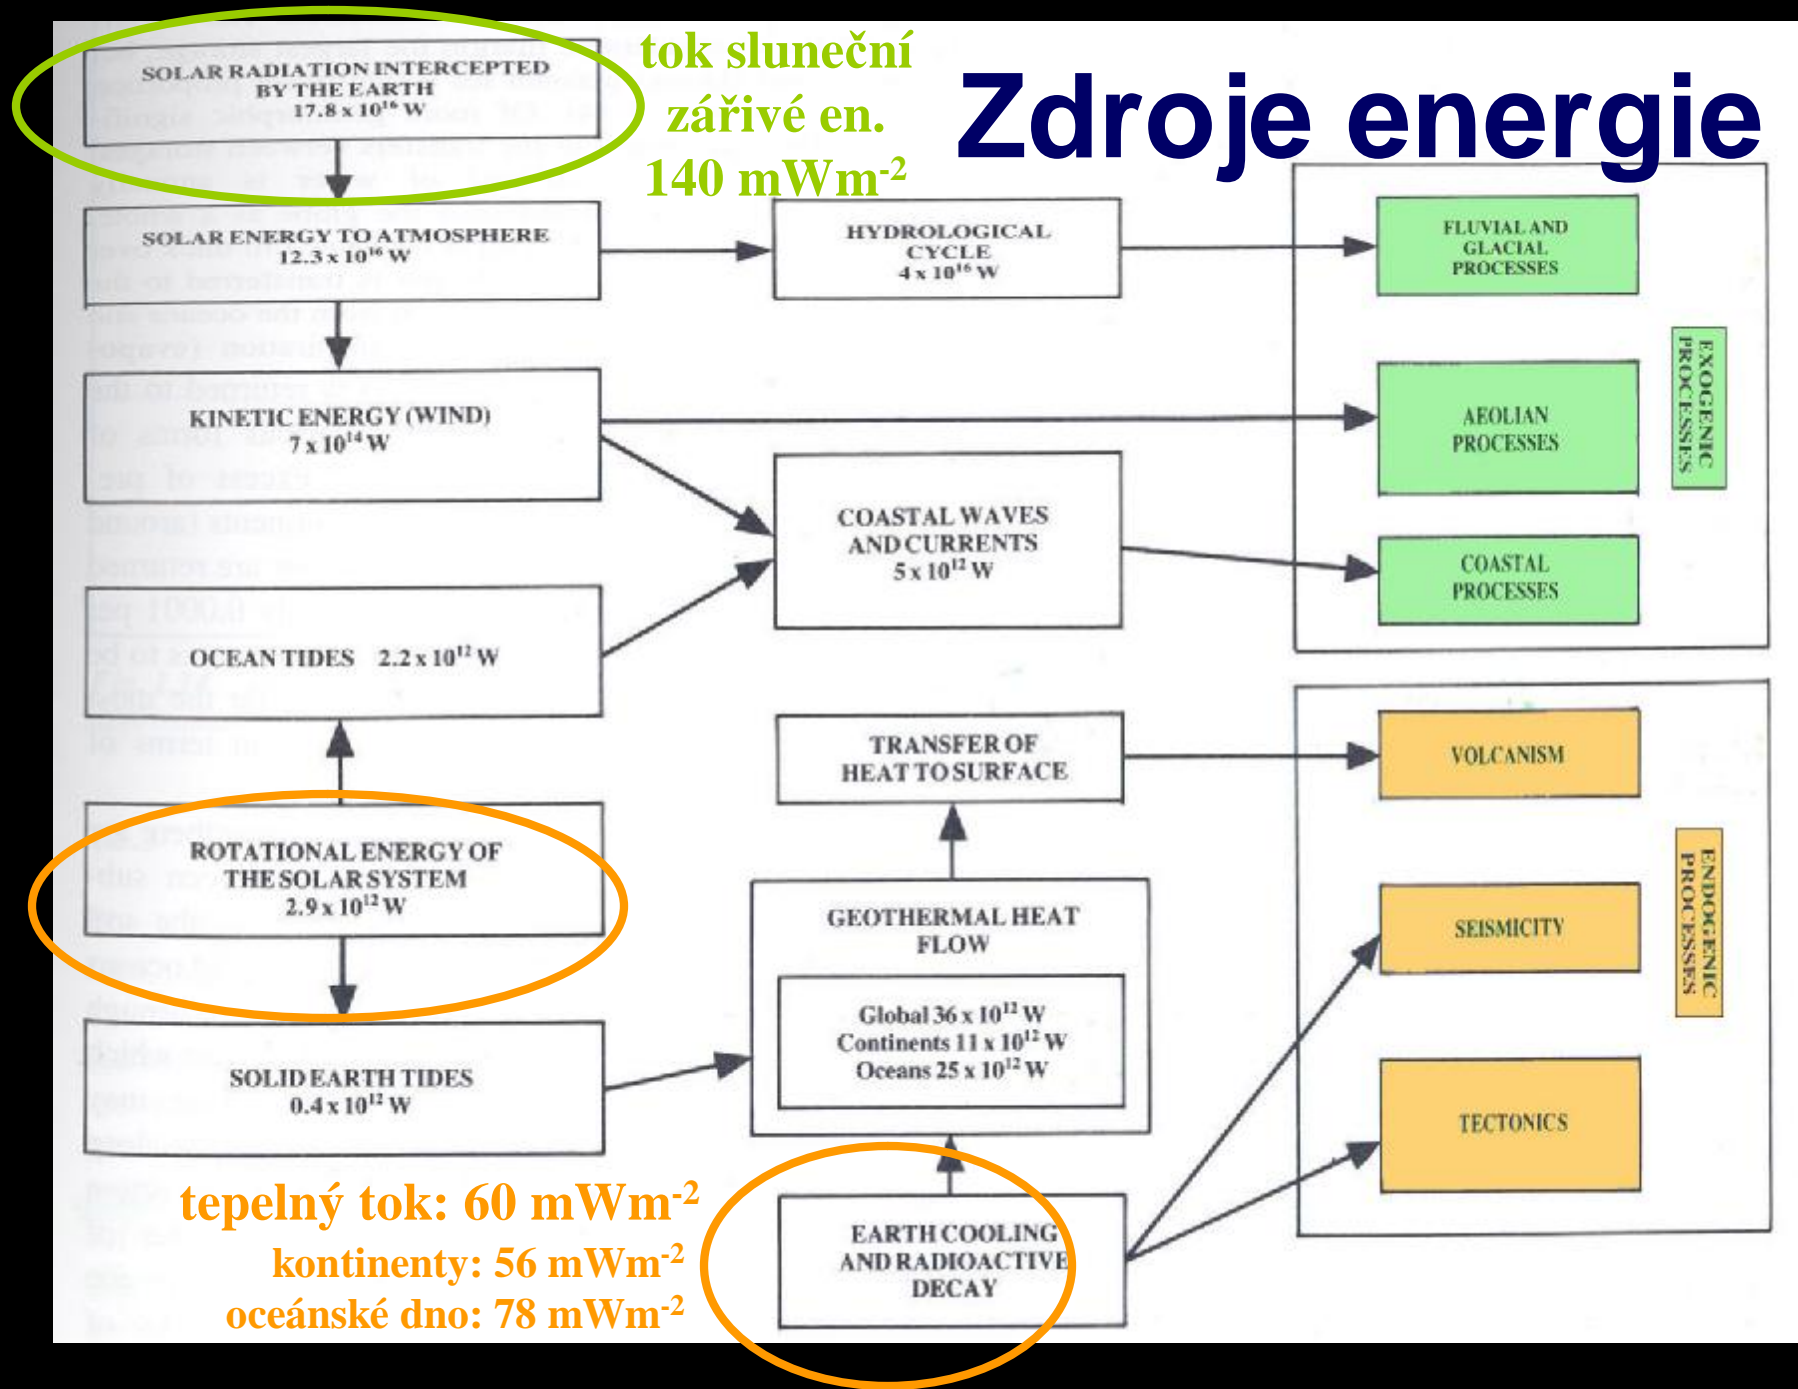 Zdroje energie
tok sluneční
zářivé en.
140 mWm-2
SOLAR RADIATION INTERCEPTED
BY THE EARTH
17.8 x 10¹⁶ W
SOLAR ENERGY TO ATMOSPHERE
12.3 x 10¹⁶ W
HYDROLOGICAL
CYCLE
4 x 10¹⁶ W
FLUVIAL AND
GLACIAL
PROCESSES
KINETIC ENERGY (WIND)
7 x 10¹⁴ W
AEOLIAN
PROCESSES
EXOGENIC
PROCESSES
COASTAL WAVES
AND CURRENTS
5 x 10¹² W
COASTAL
PROCESSES
OCEAN TIDES 2.2 x 10¹² W
TRANSFER OF
HEAT TO SURFACE
VOLCANISM
ROTATIONAL ENERGY OF
THE SOLAR SYSTEM
2.9 x 10¹² W
GEOTHERMAL HEAT
FLOW
Global 36 x 10¹² W
Continents 11 x 10¹² W
Oceans 25 x 10¹² W
SEISMICITY
ENDOGENIC
PROCESSES
SOLID EARTH TIDES
0.4 x 10¹² W
TECTONICS
EARTH COOLING
AND RADIOACTIVE
DECAY
tepelný tok: 60 mWm-2
kontinenty: 56 mWm-2
oceánské dno: 78 mWm-2